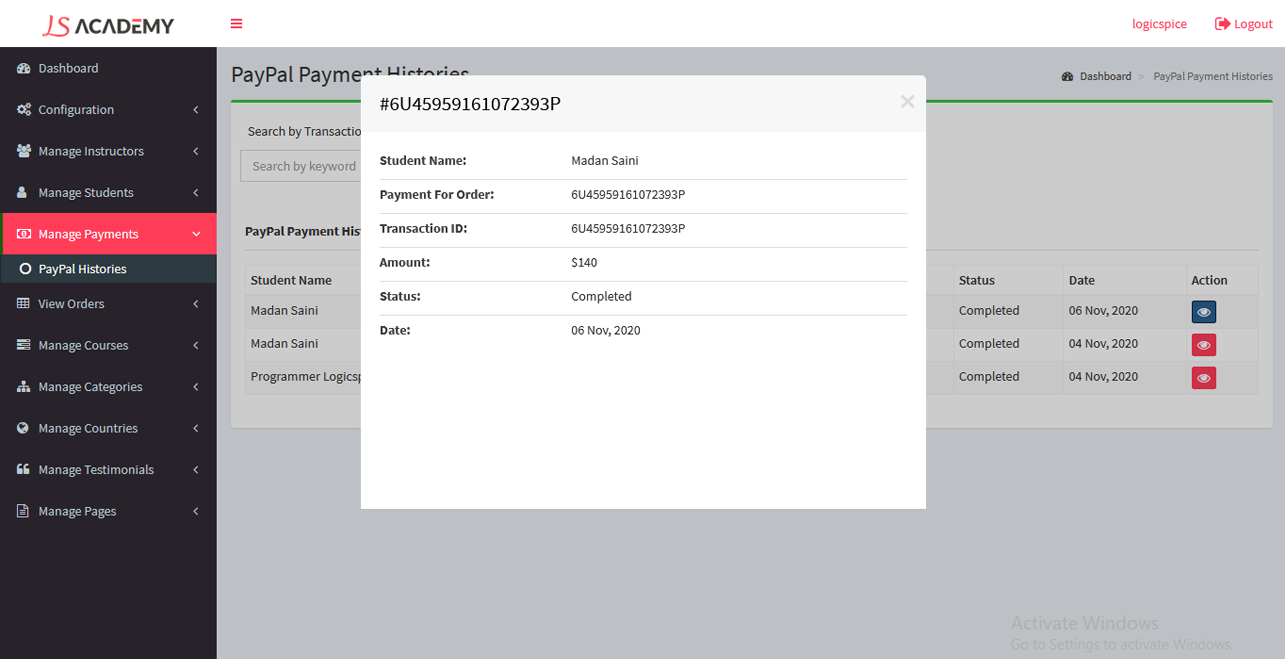 LS ACADEMY
logicspice
Logout
Dashboard
Configuration
Manage Instructors
Manage Students
Manage Payments
PayPal Histories
View Orders
Manage Courses
Manage Categories
Manage Countries
Manage Testimonials
Manage Pages
PayPal Payment Histories
Dashboard > PayPal Payment Histories
Search by
Search by keyword
PayPal Payment
Student Name Status Date Action
Madan Saini Completed 06 Nov, 2020
Madan Saini Completed 04 Nov, 2020
Programmer Completed 04 Nov, 2020
#6U45959161072393P ×
Student Name: Madan Saini
Payment For Order: 6U45959161072393P
Transaction ID: 6U45959161072393P
Amount: $140
Status: Completed
Date: 06 Nov, 2020
Activate Windows
Go to Settings to activate Windows.